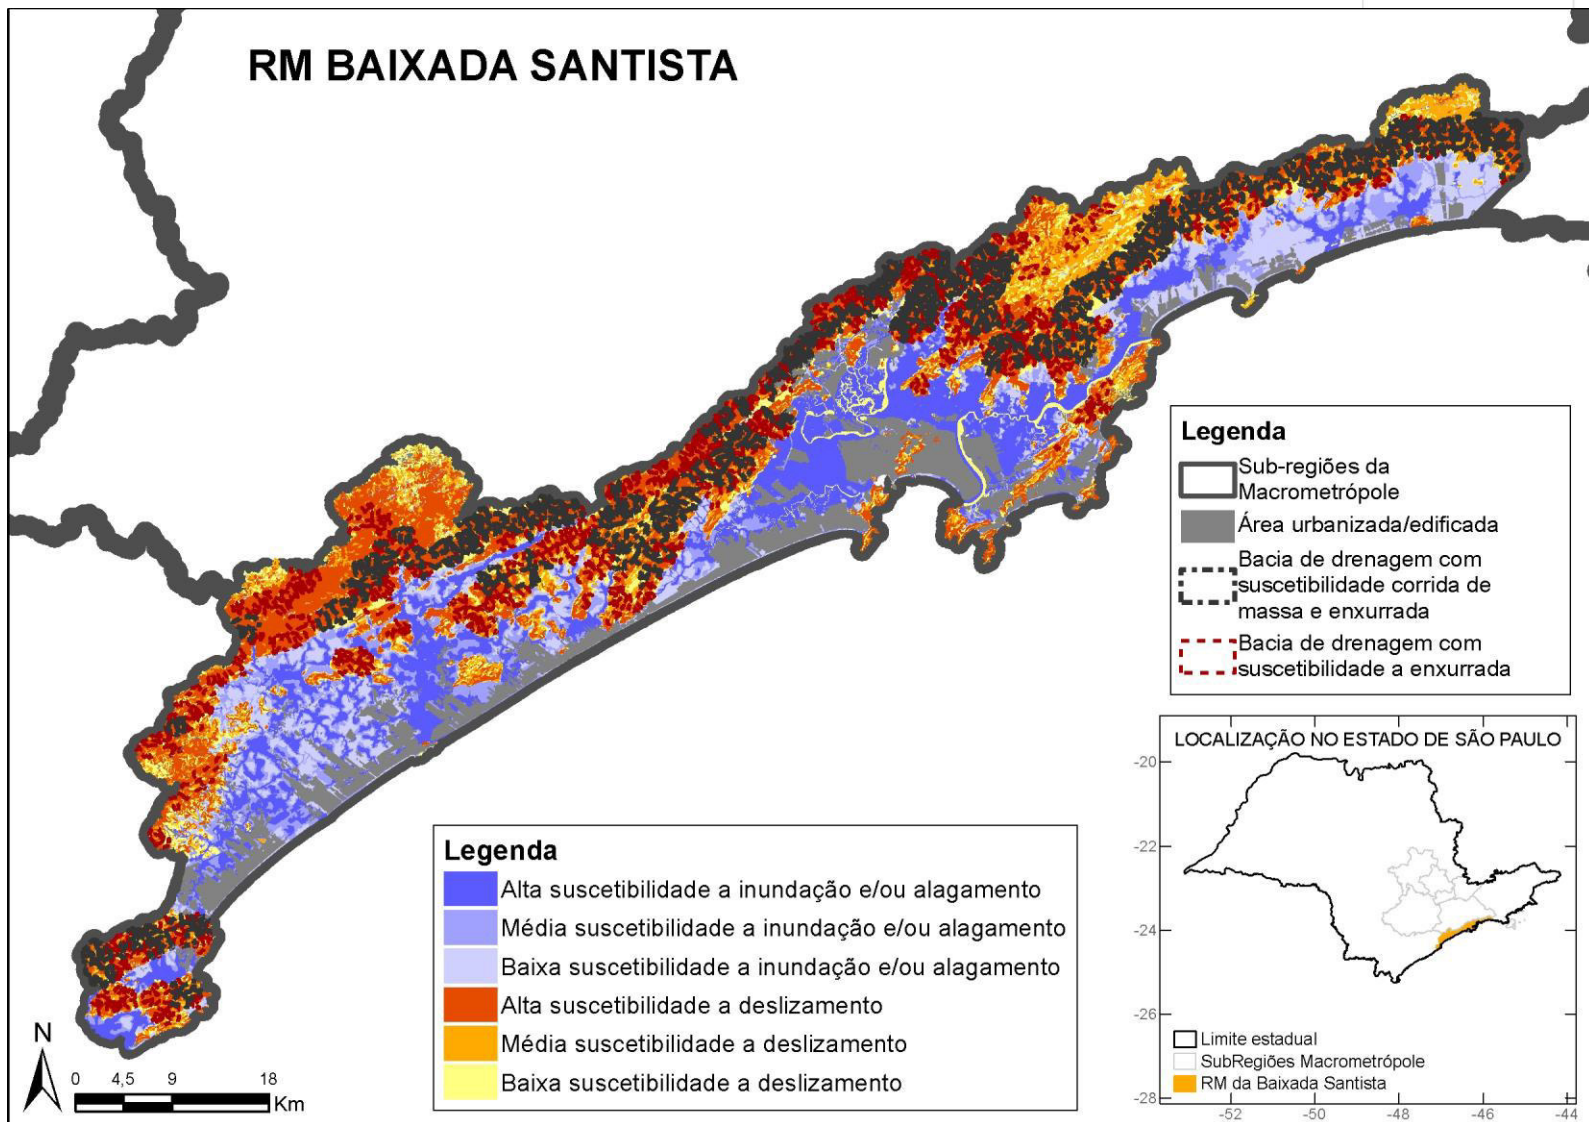 RM BAIXADA SANTISTA
Legenda
Sub-regiões da
Macrometrópole
Área urbanizada/edificada
Bacia de drenagem com
suscetibilidade corrida de
massa e enxurrada
Bacia de drenagem com
suscetibilidade a enxurrada
LOCALIZAÇÃO NO ESTADO DE SÃO PAULO
-20
-22
-24
-26
-28
-52
-50
-48
-46
-44
Limite estadual
SubRegiões Macrometrópole
RM da Baixada Santista
Legenda
Alta suscetibilidade a inundação e/ou alagamento
Média suscetibilidade a inundação e/ou alagamento
Baixa suscetibilidade a inundação e/ou alagamento
Alta suscetibilidade a deslizamento
Média suscetibilidade a deslizamento
Baixa suscetibilidade a deslizamento
N
0 4,5 9 18
Km